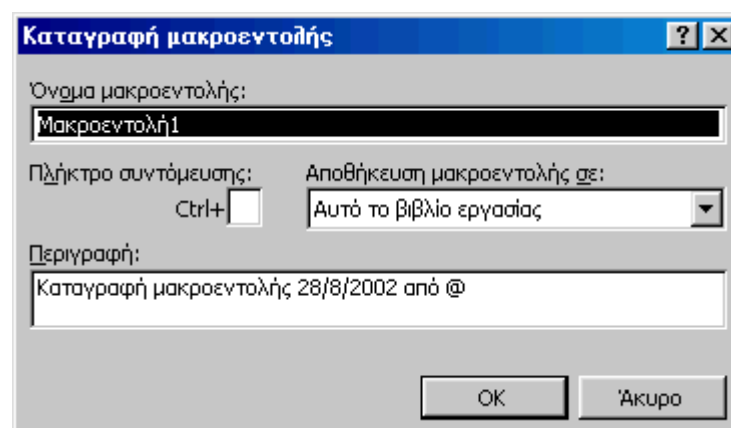 Καταγραφή μακροεντολής
Όνομα μακροεντολής:
Μακροεντολή1
Πλήκτρο συντόμευσης: Αποθήκευση μακροεντολής σε:
Ctrl+ Αυτό το βιβλίο εργασίας
Περιγραφή:
Καταγραφή μακροεντολής 28/8/2002 από @
OK Άκυρο